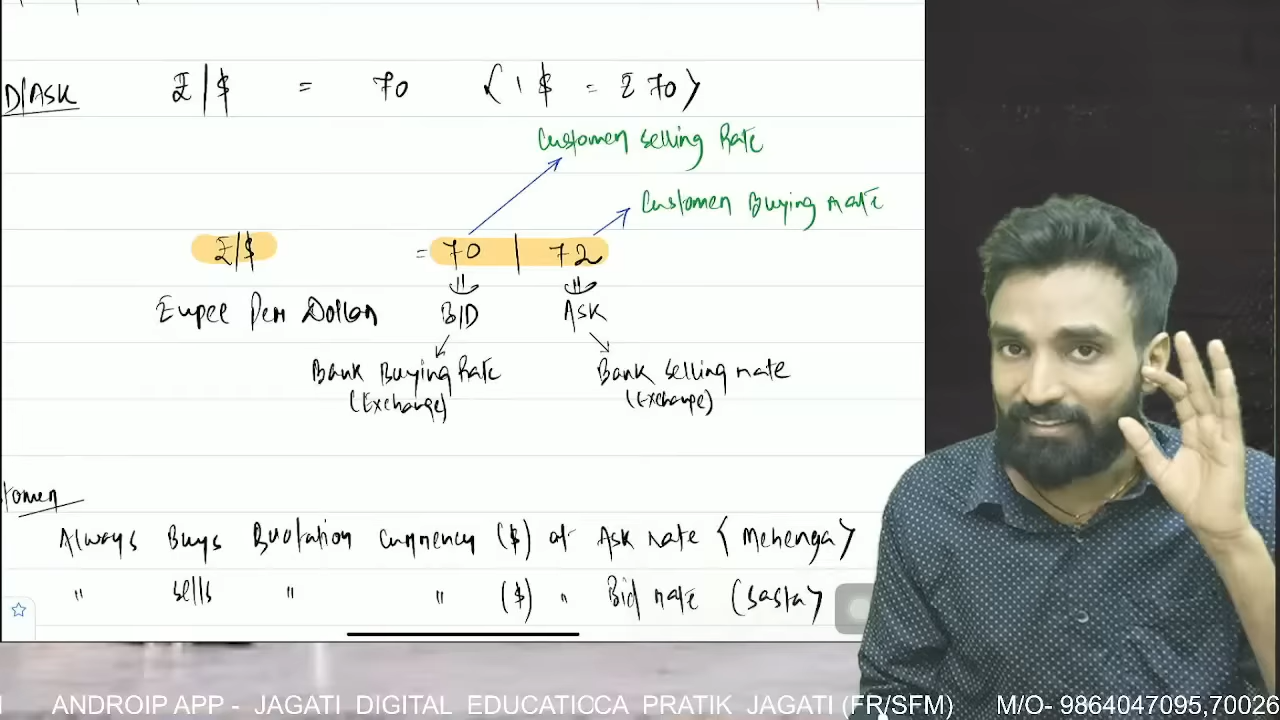 D/ASK ₹|$ = 70 {1 $ = ₹ 70}
Customer Selling Rate
Customer Buying rate
₹|$ = 70 | 72
Rupee Per Dollar BID ASK
Bank Buying Rate Bank Selling rate
(Exchange) (Exchange)
tomer
Always Buys Quotation Currency ($) at Ask rate {Mehenga}
" sells " " ($) " Bid rate (Sasta}
ANDROIP APP - JAGATI DIGITAL EDUCATICCA PRATIK JAGATI (FR/SFM) M/O- 9864047095,70026